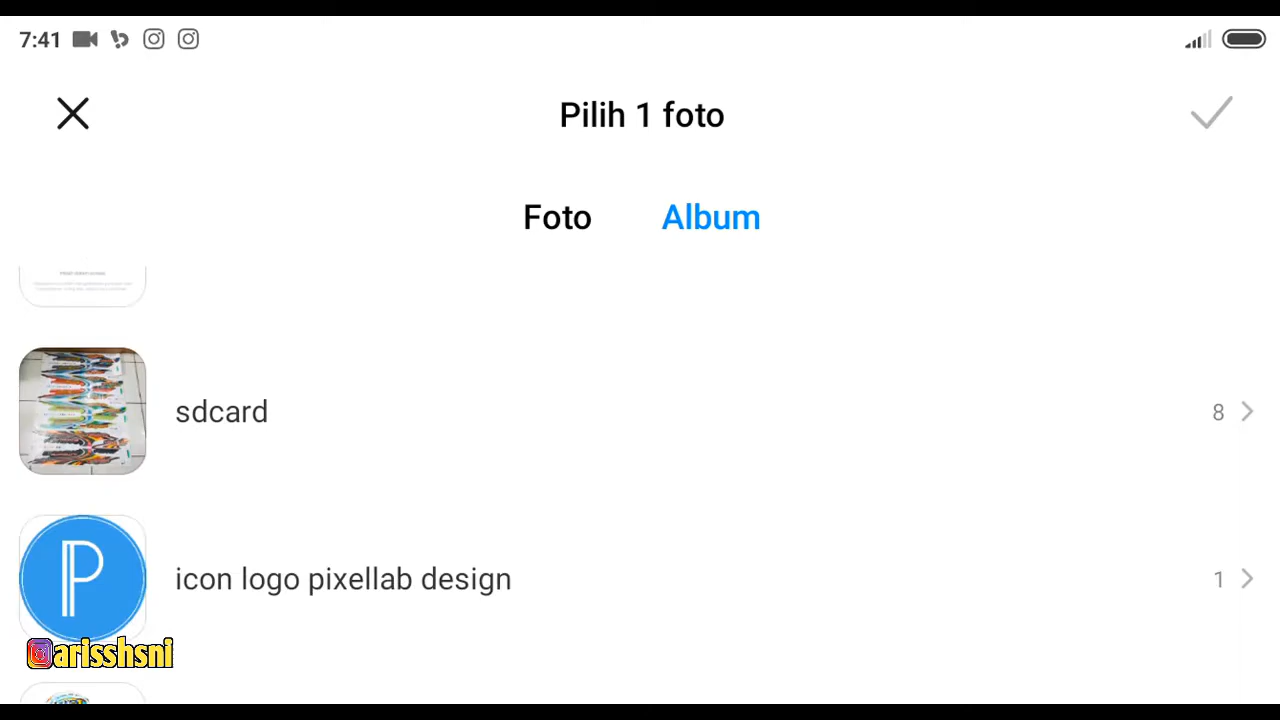 7:41
Pilih 1 foto
Foto Album
sdcard 8
P
icon logo pixellab design 1
@arisshsni